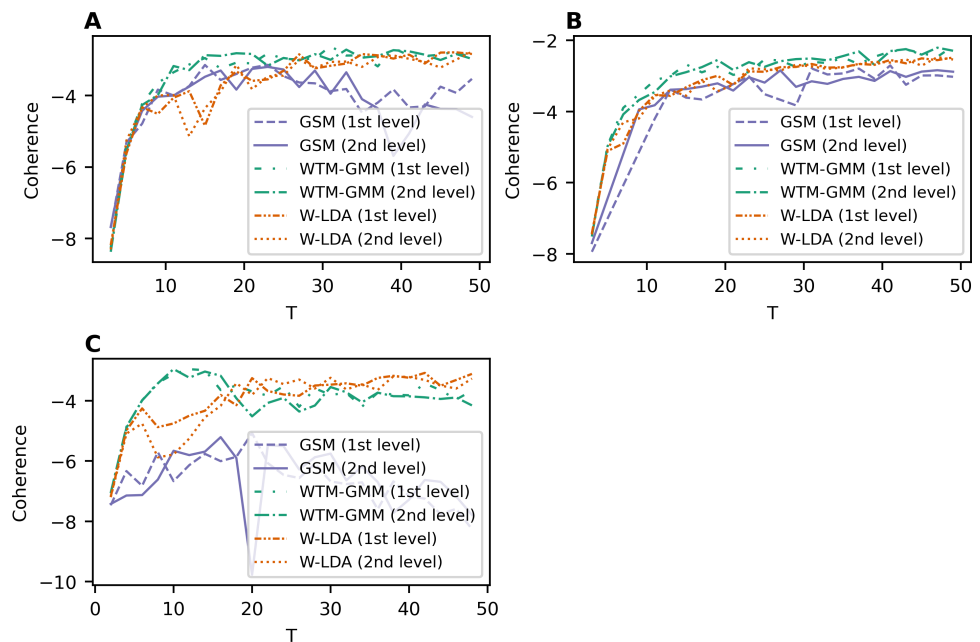 A
Coherence
−4
−6
−8
GSM (1st level)
GSM (2nd level)
WTM-GMM (1st level)
WTM-GMM (2nd level)
W-LDA (1st level)
W-LDA (2nd level)
10 20 30 40 50
T
B
Coherence
−2
−4
−6
−8
GSM (1st level)
GSM (2nd level)
WTM-GMM (1st level)
WTM-GMM (2nd level)
W-LDA (1st level)
W-LDA (2nd level)
10 20 30 40 50
T
C
Coherence
−4
−6
−8
−10
GSM (1st level)
GSM (2nd level)
WTM-GMM (1st level)
WTM-GMM (2nd level)
W-LDA (1st level)
W-LDA (2nd level)
0 10 20 30 40 50
T